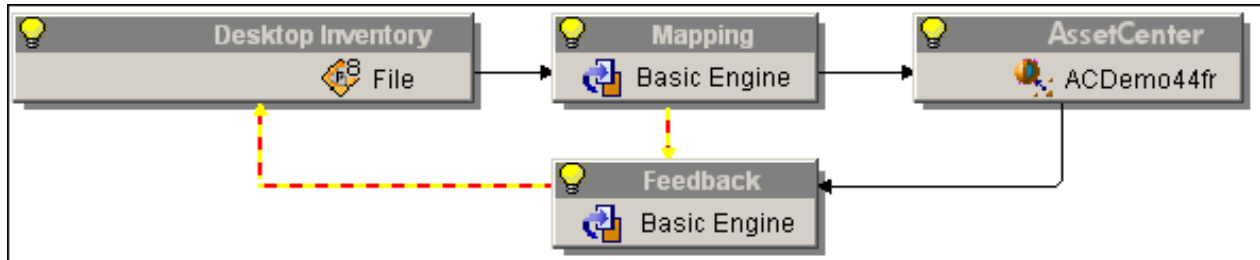 Desktop Inventory
File
Mapping
Basic Engine
AssetCenter
ACDemo44fr
Feedback
Basic Engine